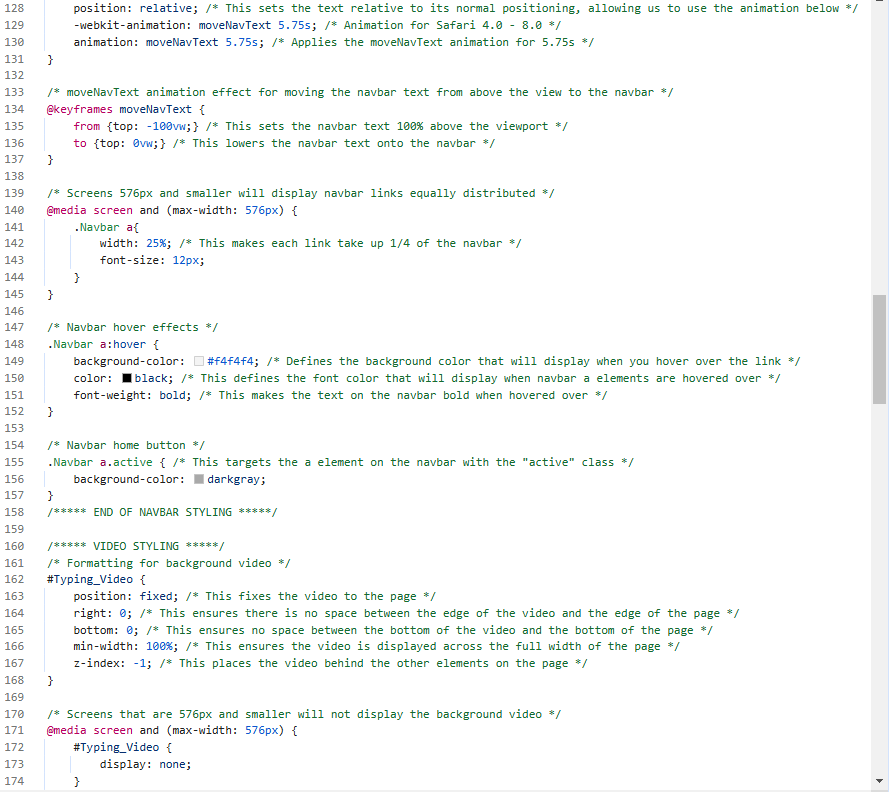 128 position: relative; /* This sets the text relative to its normal positioning, allowing us to use the animation below */
129 -webkit-animation: moveNavText 5.75s; /* Animation for Safari 4.0 - 8.0 */
130 animation: moveNavText 5.75s; /* Applies the moveNavText animation for 5.75s */
131 }
132
133 /* moveNavText animation effect for moving the navbar text from above the view to the navbar */
134 @keyframes moveNavText {
135 from {top: -100vw;} /* This sets the navbar text 100% above the viewport */
136 to {top: 0vw;} /* This lowers the navbar text onto the navbar */
137 }
138
139 /* Screens 576px and smaller will display navbar links equally distributed */
140 @media screen and (max-width: 576px) {
141 .Navbar a{
142 width: 25%; /* This makes each link take up 1/4 of the navbar */
143 font-size: 12px;
144 }
145 }
146
147 /* Navbar hover effects */
148 .Navbar a:hover {
149 background-color: #f4f4f4; /* Defines the background color that will display when you hover over the link */
150 color: black; /* This defines the font color that will display when navbar a elements are hovered over */
151 font-weight: bold; /* This makes the text on the navbar bold when hovered over */
152 }
153
154 /* Navbar home button */
155 .Navbar a.active { /* This targets the a element on the navbar with the "active" class */
156 background-color: darkgray;
157 }
158 /***** END OF NAVBAR STYLING *****/
159
160 /***** VIDEO STYLING *****/
161 /* Formatting for background video */
162 #Typing_Video {
163 position: fixed; /* This fixes the video to the page */
164 right: 0; /* This ensures there is no space between the edge of the video and the edge of the page */
165 bottom: 0; /* This ensures no space between the bottom of the video and the bottom of the page */
166 min-width: 100%; /* This ensures the video is displayed across the full width of the page */
167 z-index: -1; /* This places the video behind the other elements on the page */
168 }
169
170 /* Screens that are 576px and smaller will not display the background video */
171 @media screen and (max-width: 576px) {
172 #Typing_Video {
173 display: none;
174 }